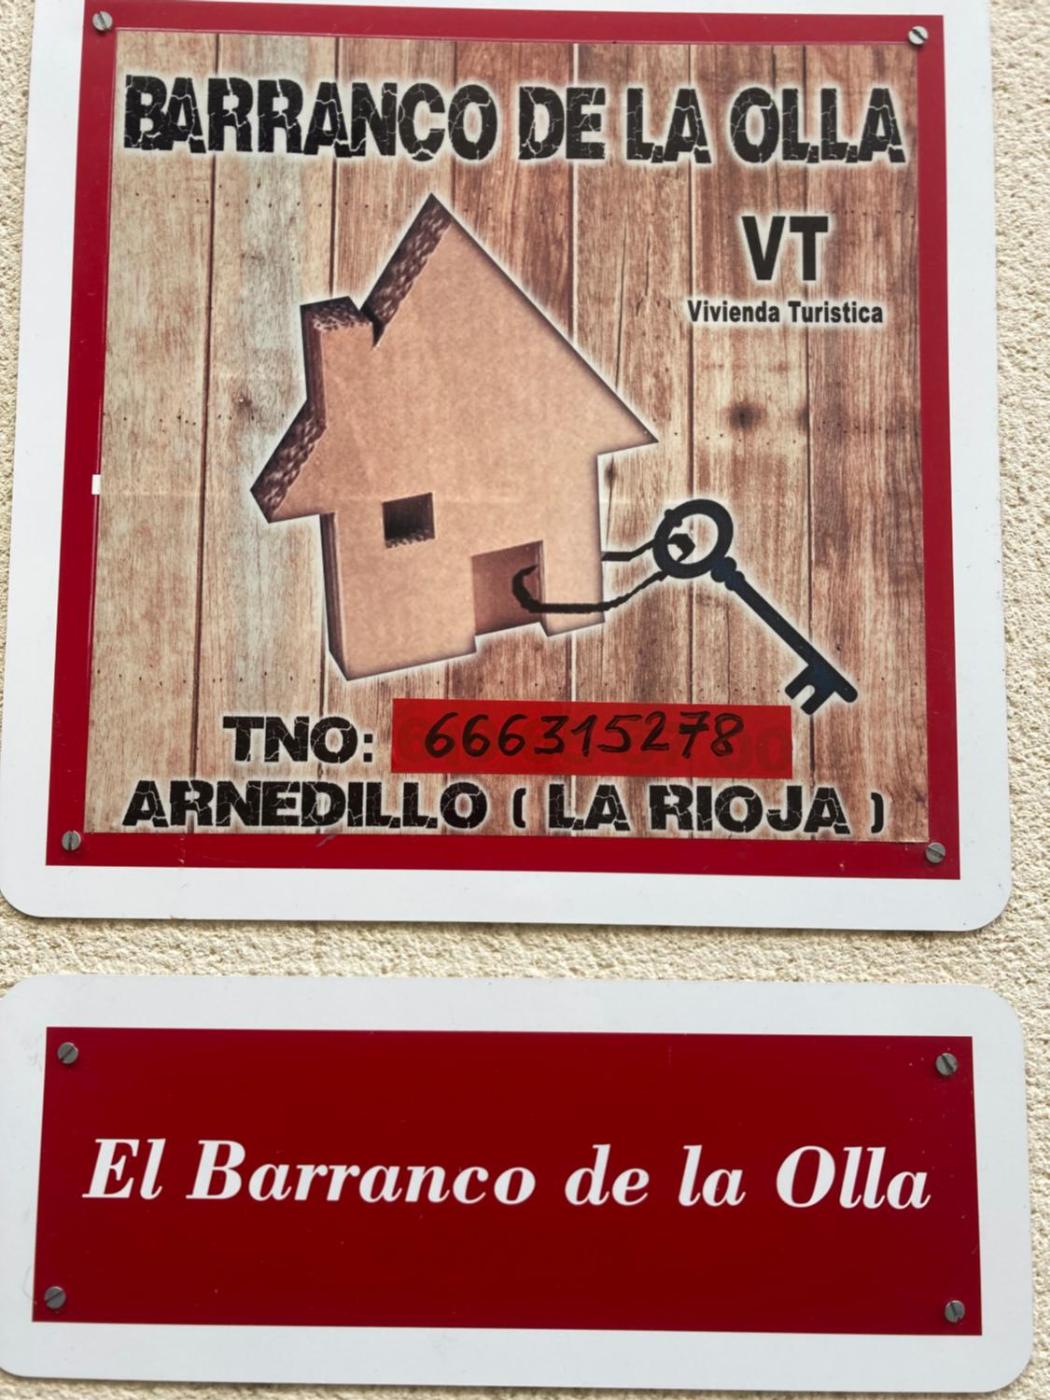 BARRANCO DE LA OLLA
VT
Vivienda Turistica
TNO: 666315278
ARNEDILLO ( LA RIOJA )
El Barranco de la Olla